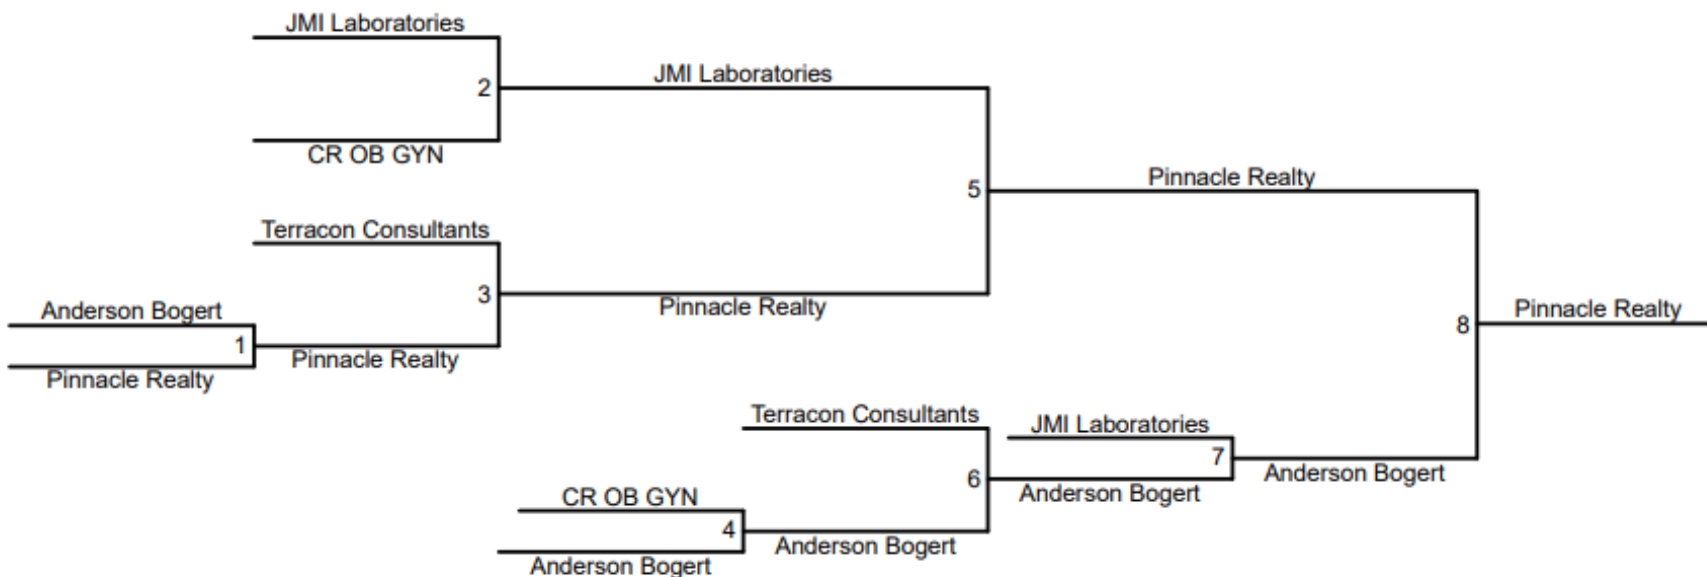 JMI Laboratories
2
JMI Laboratories
CR OB GYN
5
Pinnacle Realty
Terracon Consultants
3
Pinnacle Realty
Anderson Bogert
1
Pinnacle Realty
Pinnacle Realty
8
Pinnacle Realty
Terracon Consultants
JMI Laboratories
7
Anderson Bogert
6
Anderson Bogert
CR OB GYN
4
Anderson Bogert
Anderson Bogert